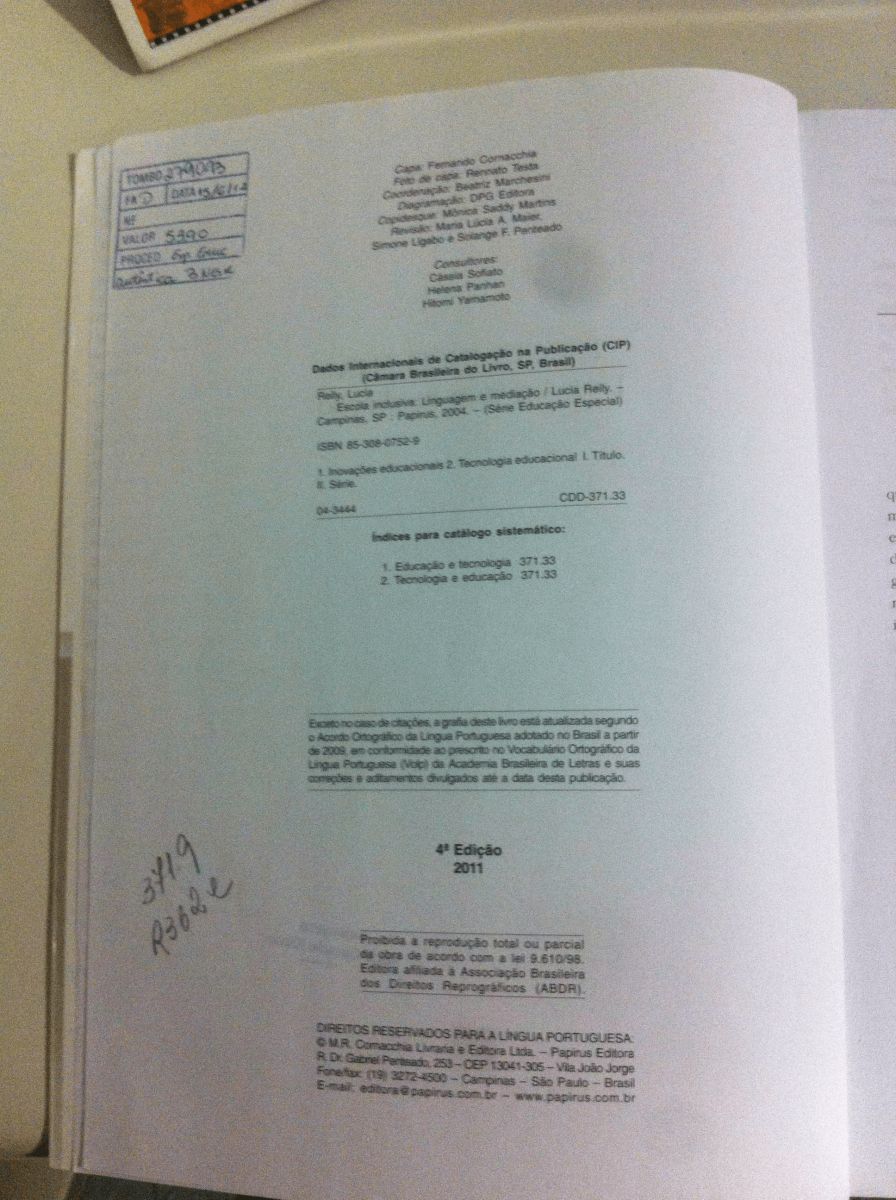 TOMBO 279093
PA D DATA 13/6/12
Nº
VALOR 5390
PROCED.
Capa: Fernando Cornacchia
Foto de capa: Rennato Testa
Coordenação: Beatriz Marchesini
Diagramação: DPG Editora
Copidesque: Mônica Saddy Martins
Revisão: Maria Lúcia A. Maier,
Simone Ligabo e Solange F. Penteado
Consultores:
Cássia Sofiato
Helena Panhan
Hitomi Yamamoto
Dados Internacionais de Catalogação na Publicação (CIP)
(Câmara Brasileira do Livro, SP, Brasil)
Reily, Lucia
Escola inclusiva: Linguagem e mediação / Lucia Reily. –
Campinas, SP : Papirus, 2004. – (Série Educação Especial)
ISBN 85-308-0752-9
1. Inovações educacionais 2. Tecnologia educacional I. Título.
II. Série.
04-3444 CDD-371.33
Índices para catálogo sistemático:
1. Educação e tecnologia 371.33
2. Tecnologia e educação 371.33
Exceto no caso de citações, a grafia deste livro está atualizada segundo
o Acordo Ortográfico da Língua Portuguesa adotado no Brasil a partir
de 2009, em conformidade ao prescrito no Vocabulário Ortográfico da
Língua Portuguesa (Volp) da Academia Brasileira de Letras e suas
correções e aditamentos divulgados até a data desta publicação.
371.9
R362e
4ª Edição
2011
Proibida a reprodução total ou parcial
da obra de acordo com a lei 9.610/98.
Editora afiliada à Associação Brasileira
dos Direitos Reprográficos (ABDR).
DIREITOS RESERVADOS PARA A LÍNGUA PORTUGUESA:
© M.R. Cornacchia Livraria e Editora Ltda. – Papirus Editora
R. Dr. Gabriel Penteado, 253 – CEP 13041-305 – Vila João Jorge
Fone/fax: (19) 3272-4500 – Campinas – São Paulo – Brasil
E-mail: editora@papirus.com.br – www.papirus.com.br